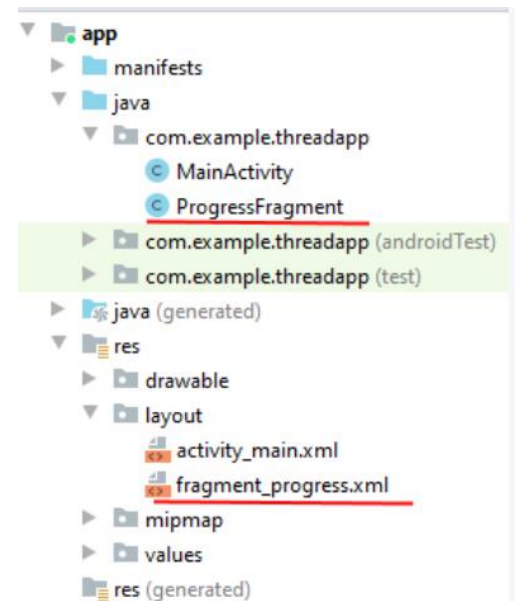 app
manifests
java
com.example.threadapp
C MainActivity
C ProgressFragment
com.example.threadapp (androidTest)
com.example.threadapp (test)
java (generated)
res
drawable
layout
activity_main.xml
fragment_progress.xml
mipmap
values
res (generated)